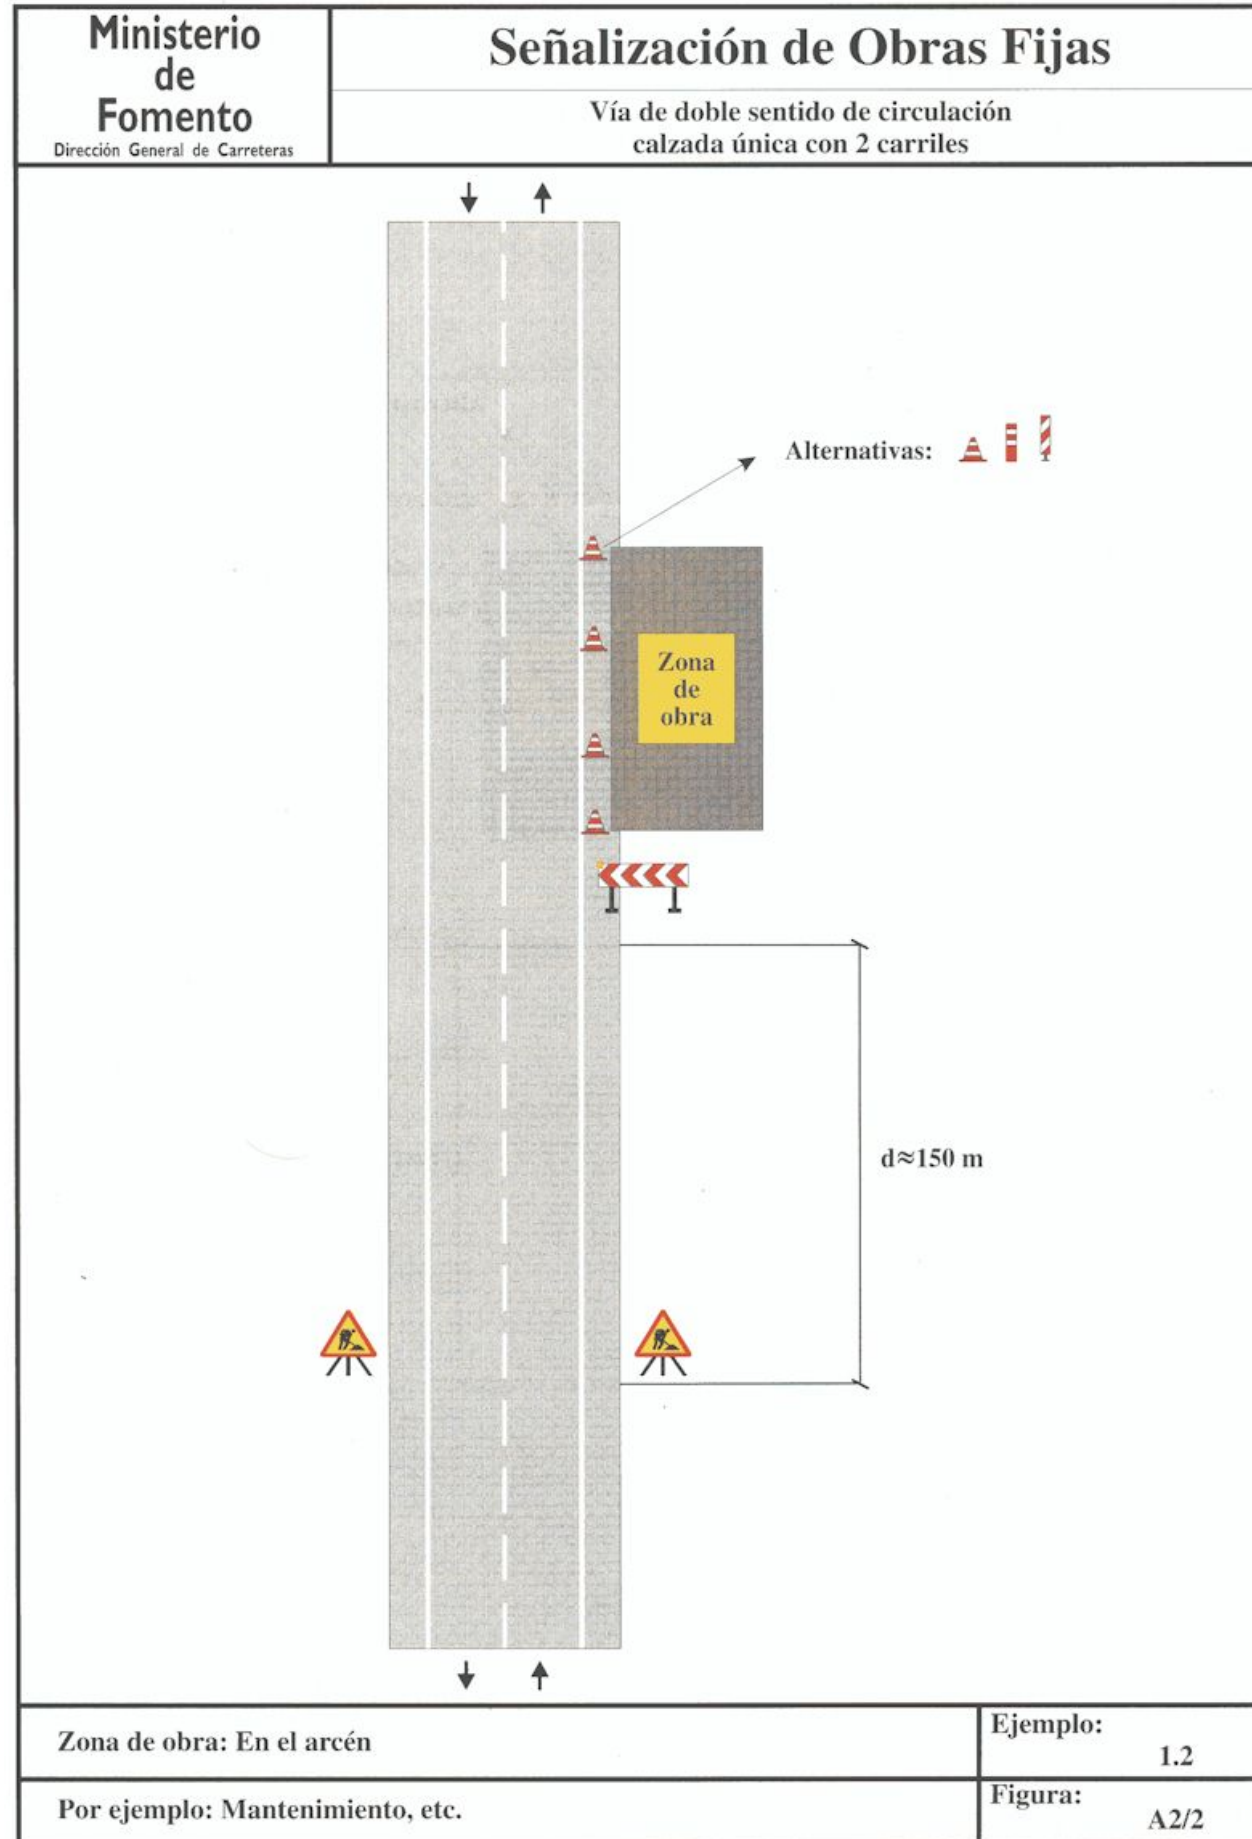 Ministerio
de
Fomento
Dirección General de Carreteras
Señalización de Obras Fijas
Vía de doble sentido de circulación
calzada única con 2 carriles
Alternativas:
Zona
de
obra
d≈150 m
Zona de obra: En el arcén
Ejemplo:
1.2
Por ejemplo: Mantenimiento, etc.
Figura:
A2/2